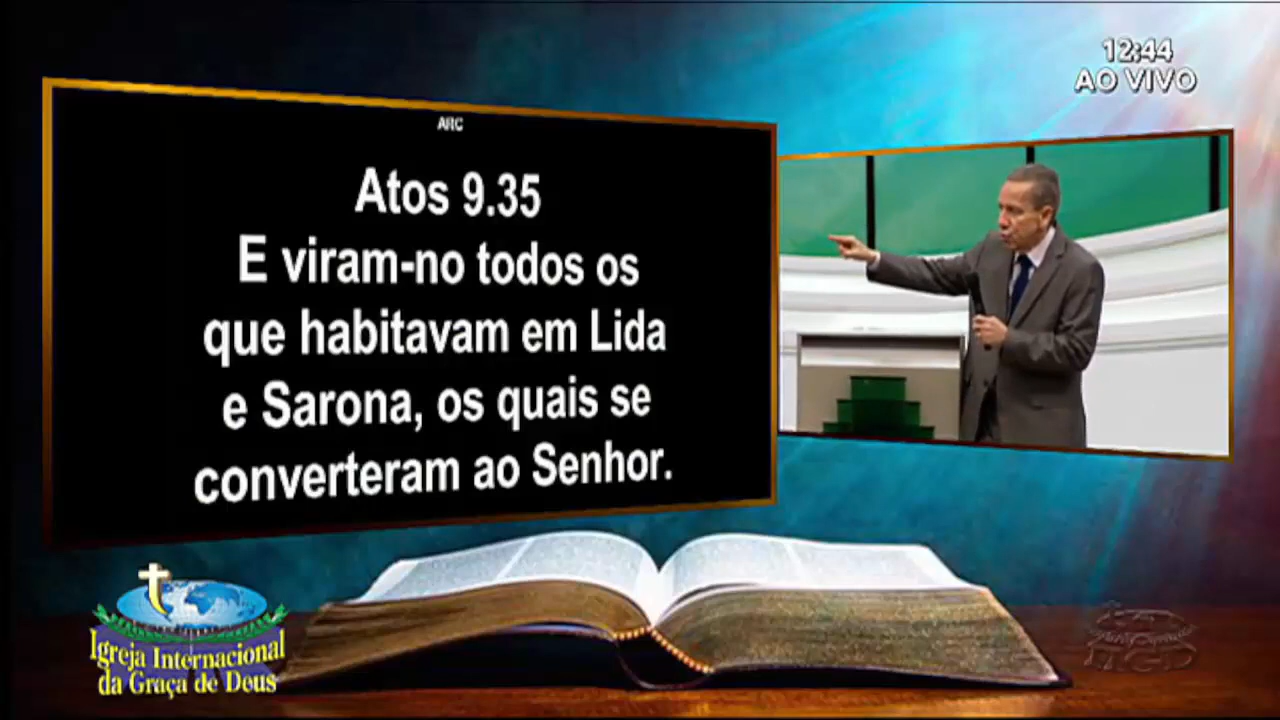 12:44
AO VIVO
ARC
Atos 9.35
E viram-no todos os
que habitavam em Lida
e Sarona, os quais se
converteram ao Senhor.
Igreja Internacional
da Graça de Deus